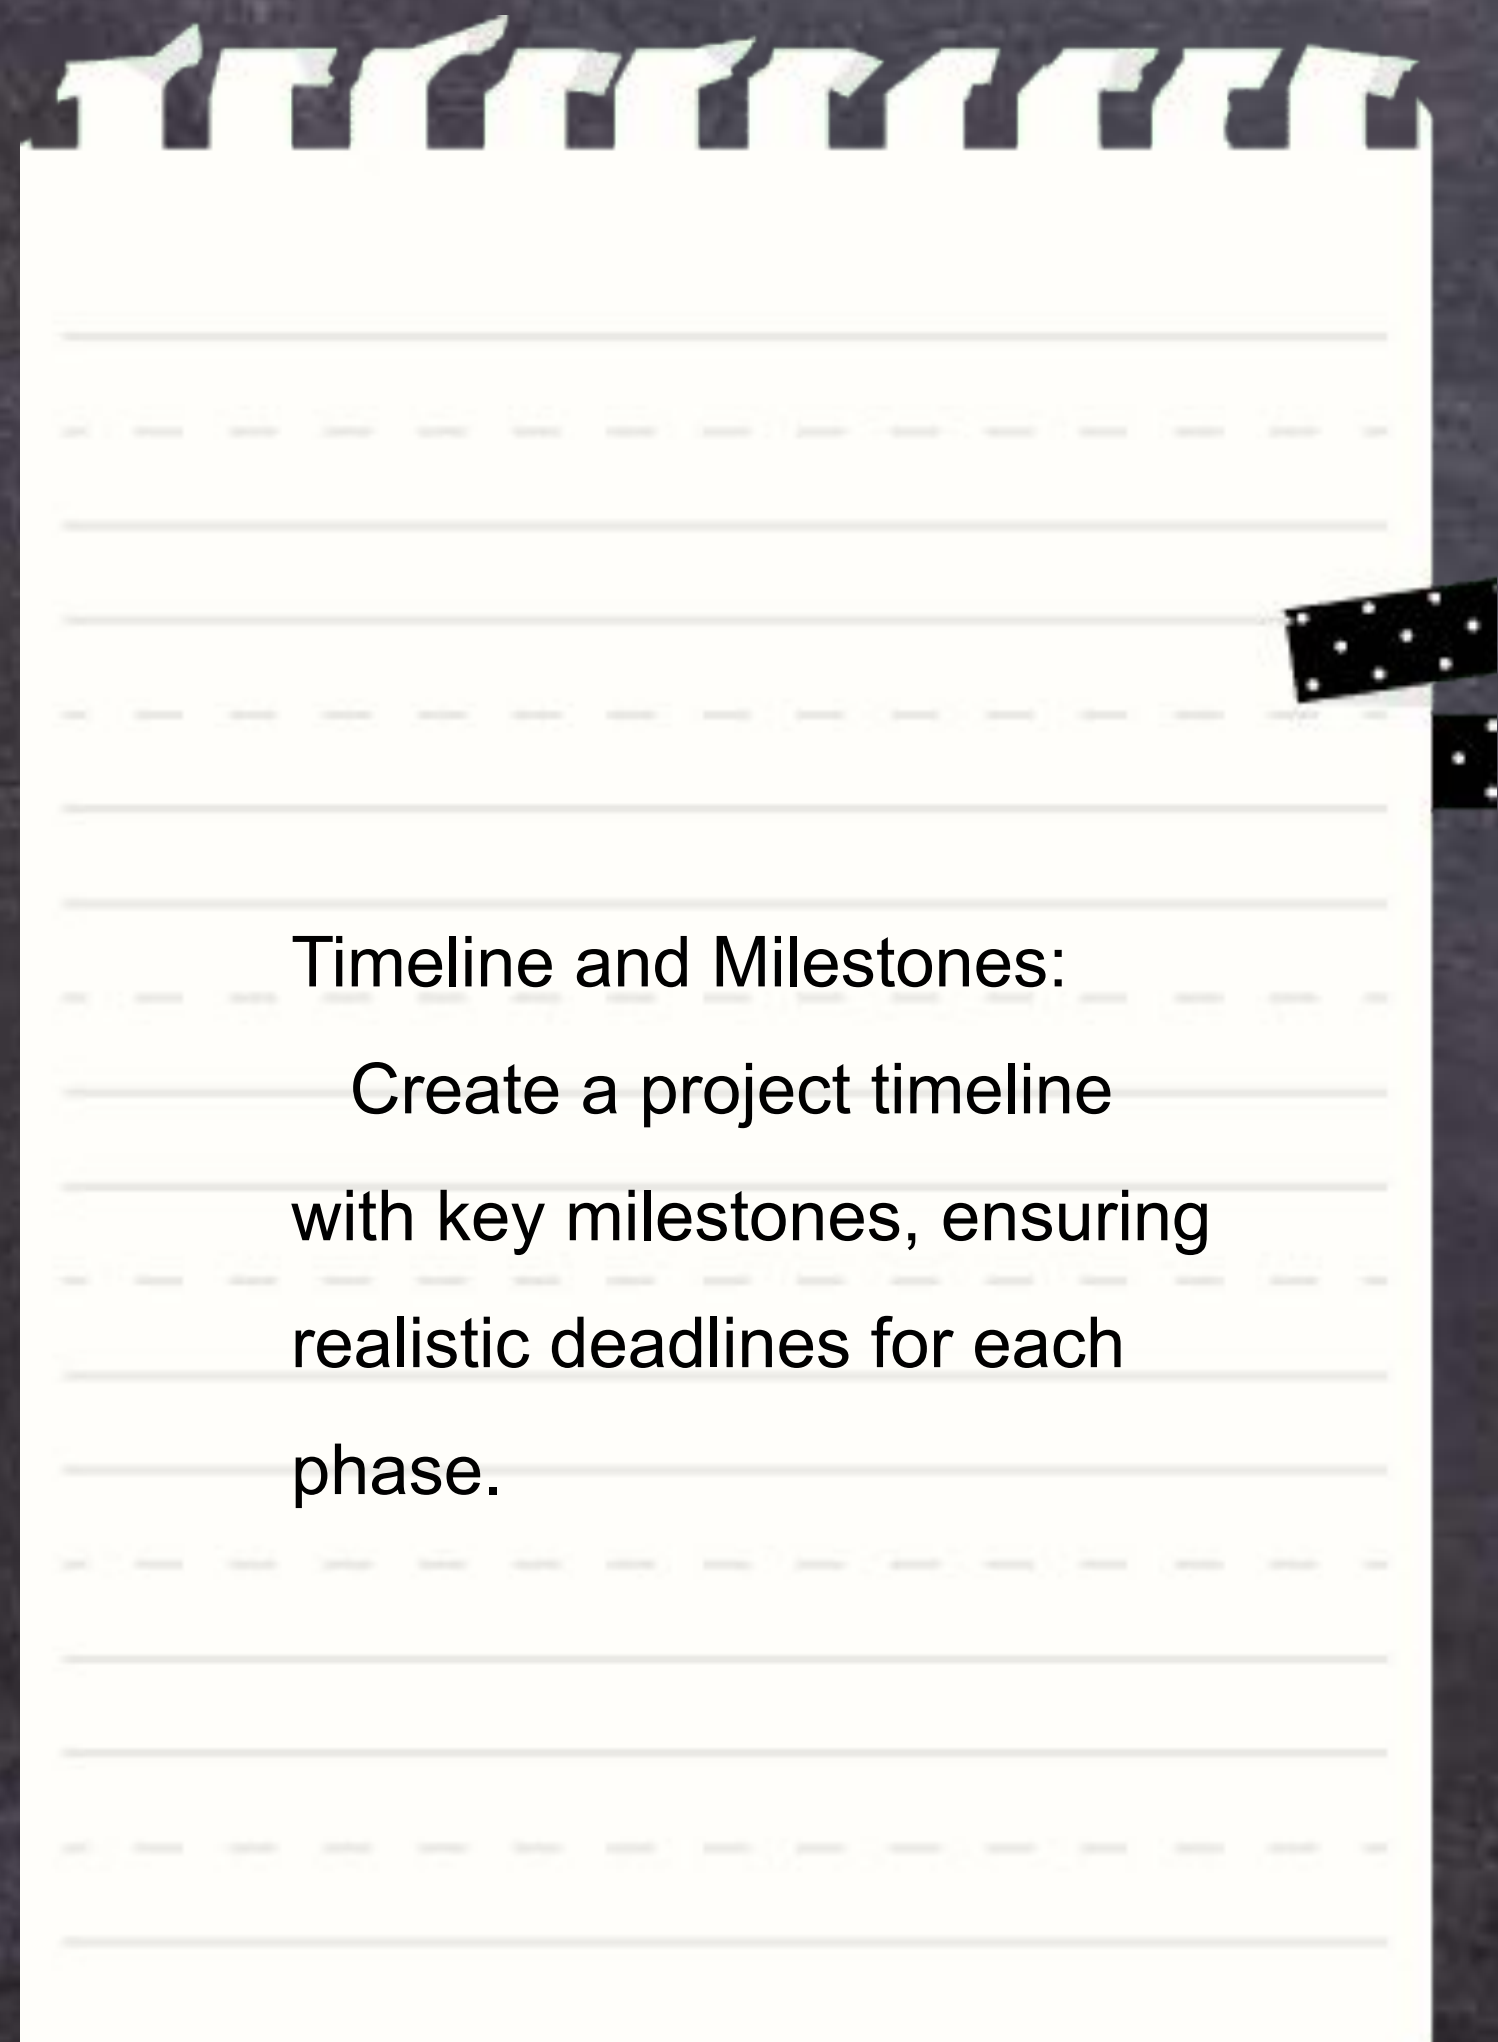 Timeline and Milestones:
Create a project timeline
with key milestones, ensuring
realistic deadlines for each
phase.